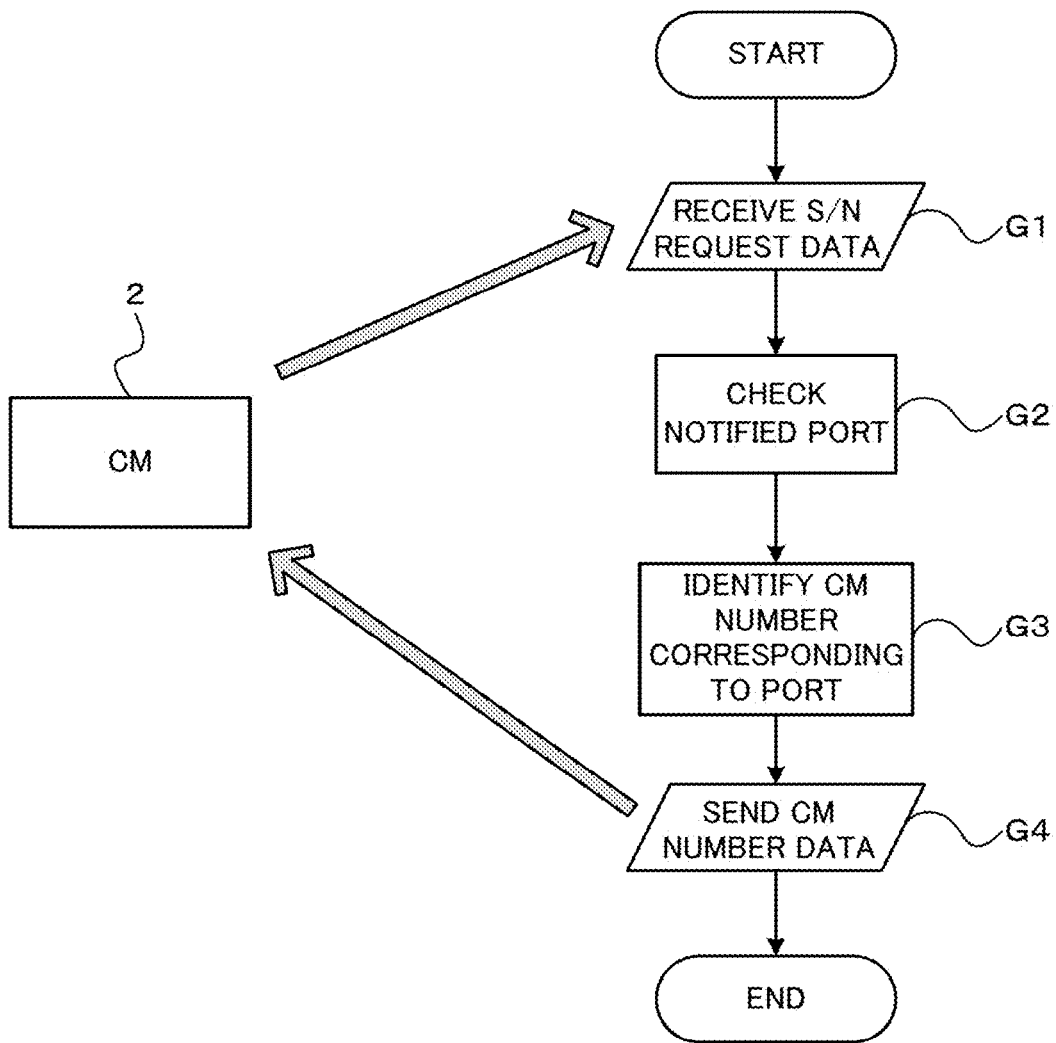 START
RECEIVE S/N
REQUEST DATA
G1
2
CM
CHECK
NOTIFIED PORT
G2
IDENTIFY CM
NUMBER
CORRESPONDING
TO PORT
G3
SEND CM
NUMBER DATA
G4
END